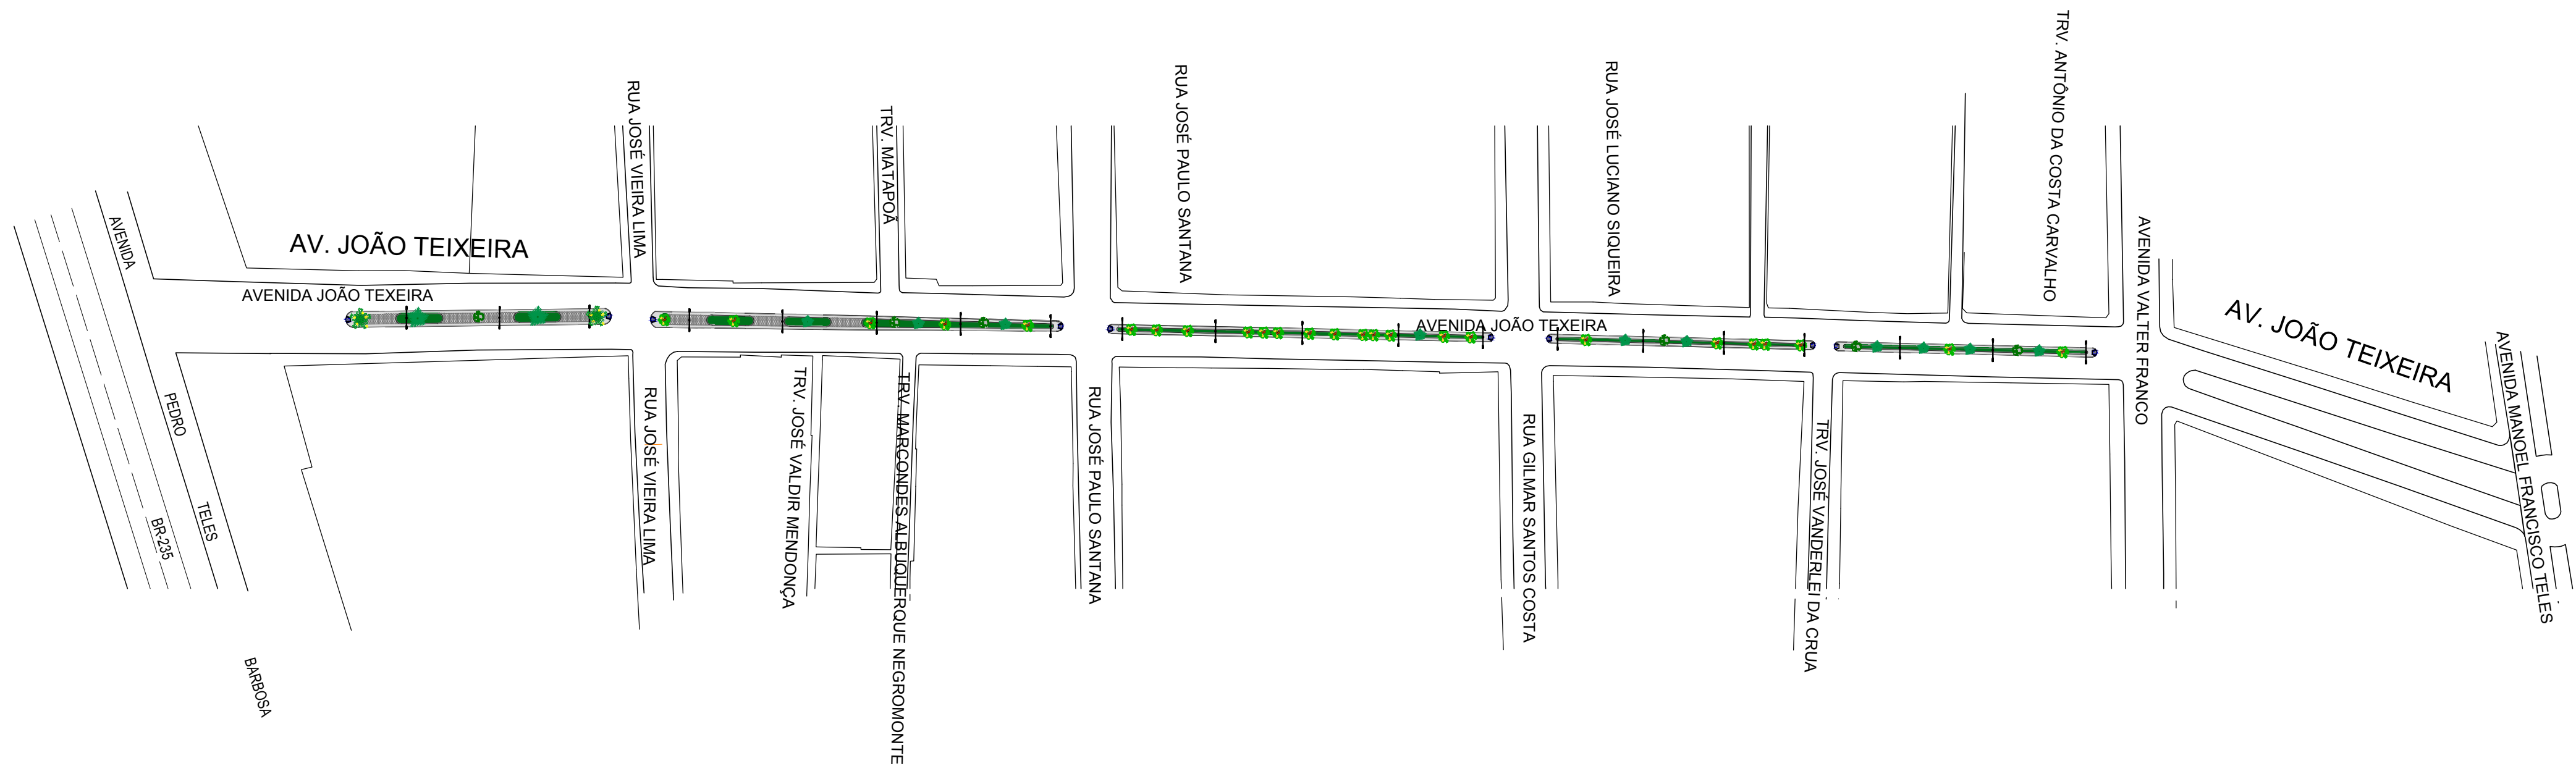 AVENIDA
PEDRO
TELES
BARBOSA
BR-235
AV. JOÃO TEIXEIRA
AVENIDA JOÃO TEXEIRA
RUA JOSÉ VIEIRA LIMA
RUA JOSÉ VIEIRA LIMA
TRV. MATAPOÃ
TRV. JOSÉ VALDIR MENDONÇA
TRV. MARCONDES ALBUQUERQUE NEGROMONTE
RUA JOSÉ PAULO SANTANA
RUA JOSÉ PAULO SANTANA
AVENIDA JOÃO TEXEIRA
RUA GILMAR SANTOS COSTA
RUA JOSÉ LUCIANO SIQUEIRA
TRV. JOSÉ VANDERLEI DA CRUA
TRV. ANTÔNIO DA COSTA CARVALHO
AVENIDA VALTER FRANCO
AV. JOÃO TEIXEIRA
AVENIDA MANOEL FRANCISCO TELES